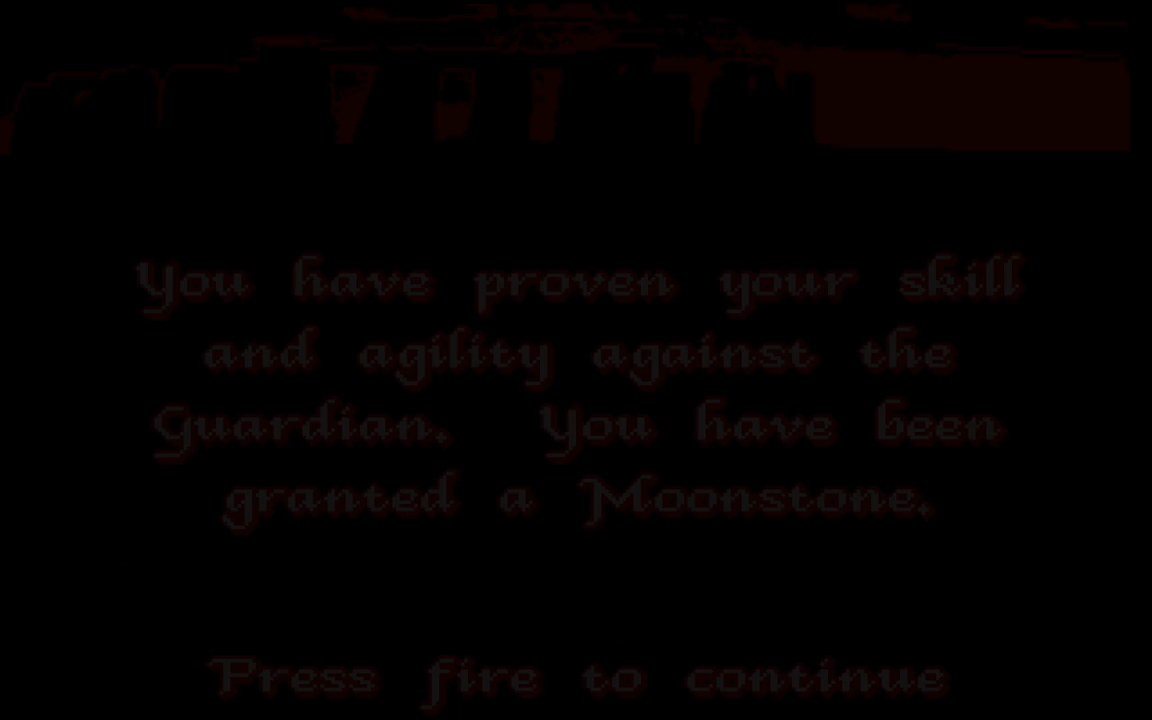 You have proven your skill
and agility against the
Guardian. You have been
granted a Moonstone.
Press fire to continue